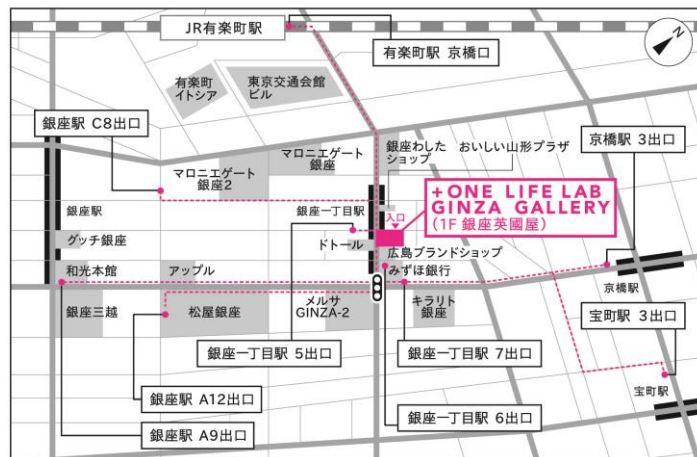 JR有楽町駅
N
有楽町駅 京橋口
有楽町
イトシア
東京交通会館
ビル
銀座駅 C8出口
銀座わした
ショップ
おいしい山形プラザ
京橋駅 3出口
マロニエゲート
銀座2
マロニエゲート
銀座
銀座駅
銀座一丁目駅
入口
+ONE LIFE LAB
GINZA GALLERY
(1F 銀座英國屋)
グッチ銀座
ドトール
広島ブランドショップ
和光本館
アップル
みずほ銀行
京橋駅
銀座三越
松屋銀座
メルサ
GINZA-2
キラリト
銀座
宝町駅 3出口
銀座一丁目駅 5出口
銀座一丁目駅 7出口
宝町駅
銀座駅 A12出口
銀座一丁目駅 6出口
銀座駅 A9出口